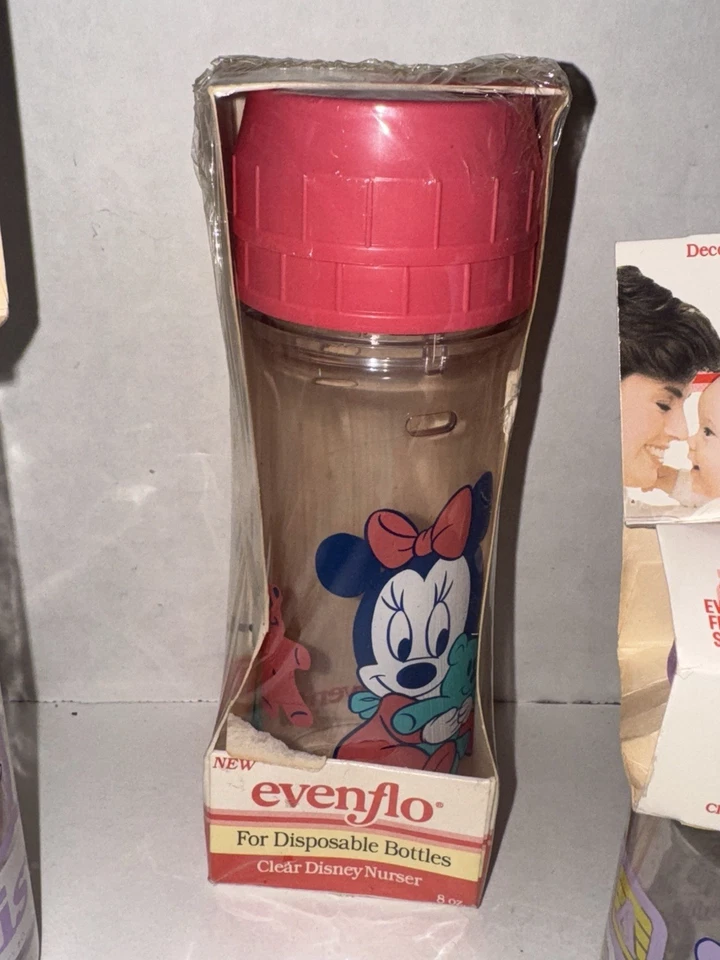 NEW
evenflo®
For Disposable Bottles
Clear Disney Nurser
8 oz.